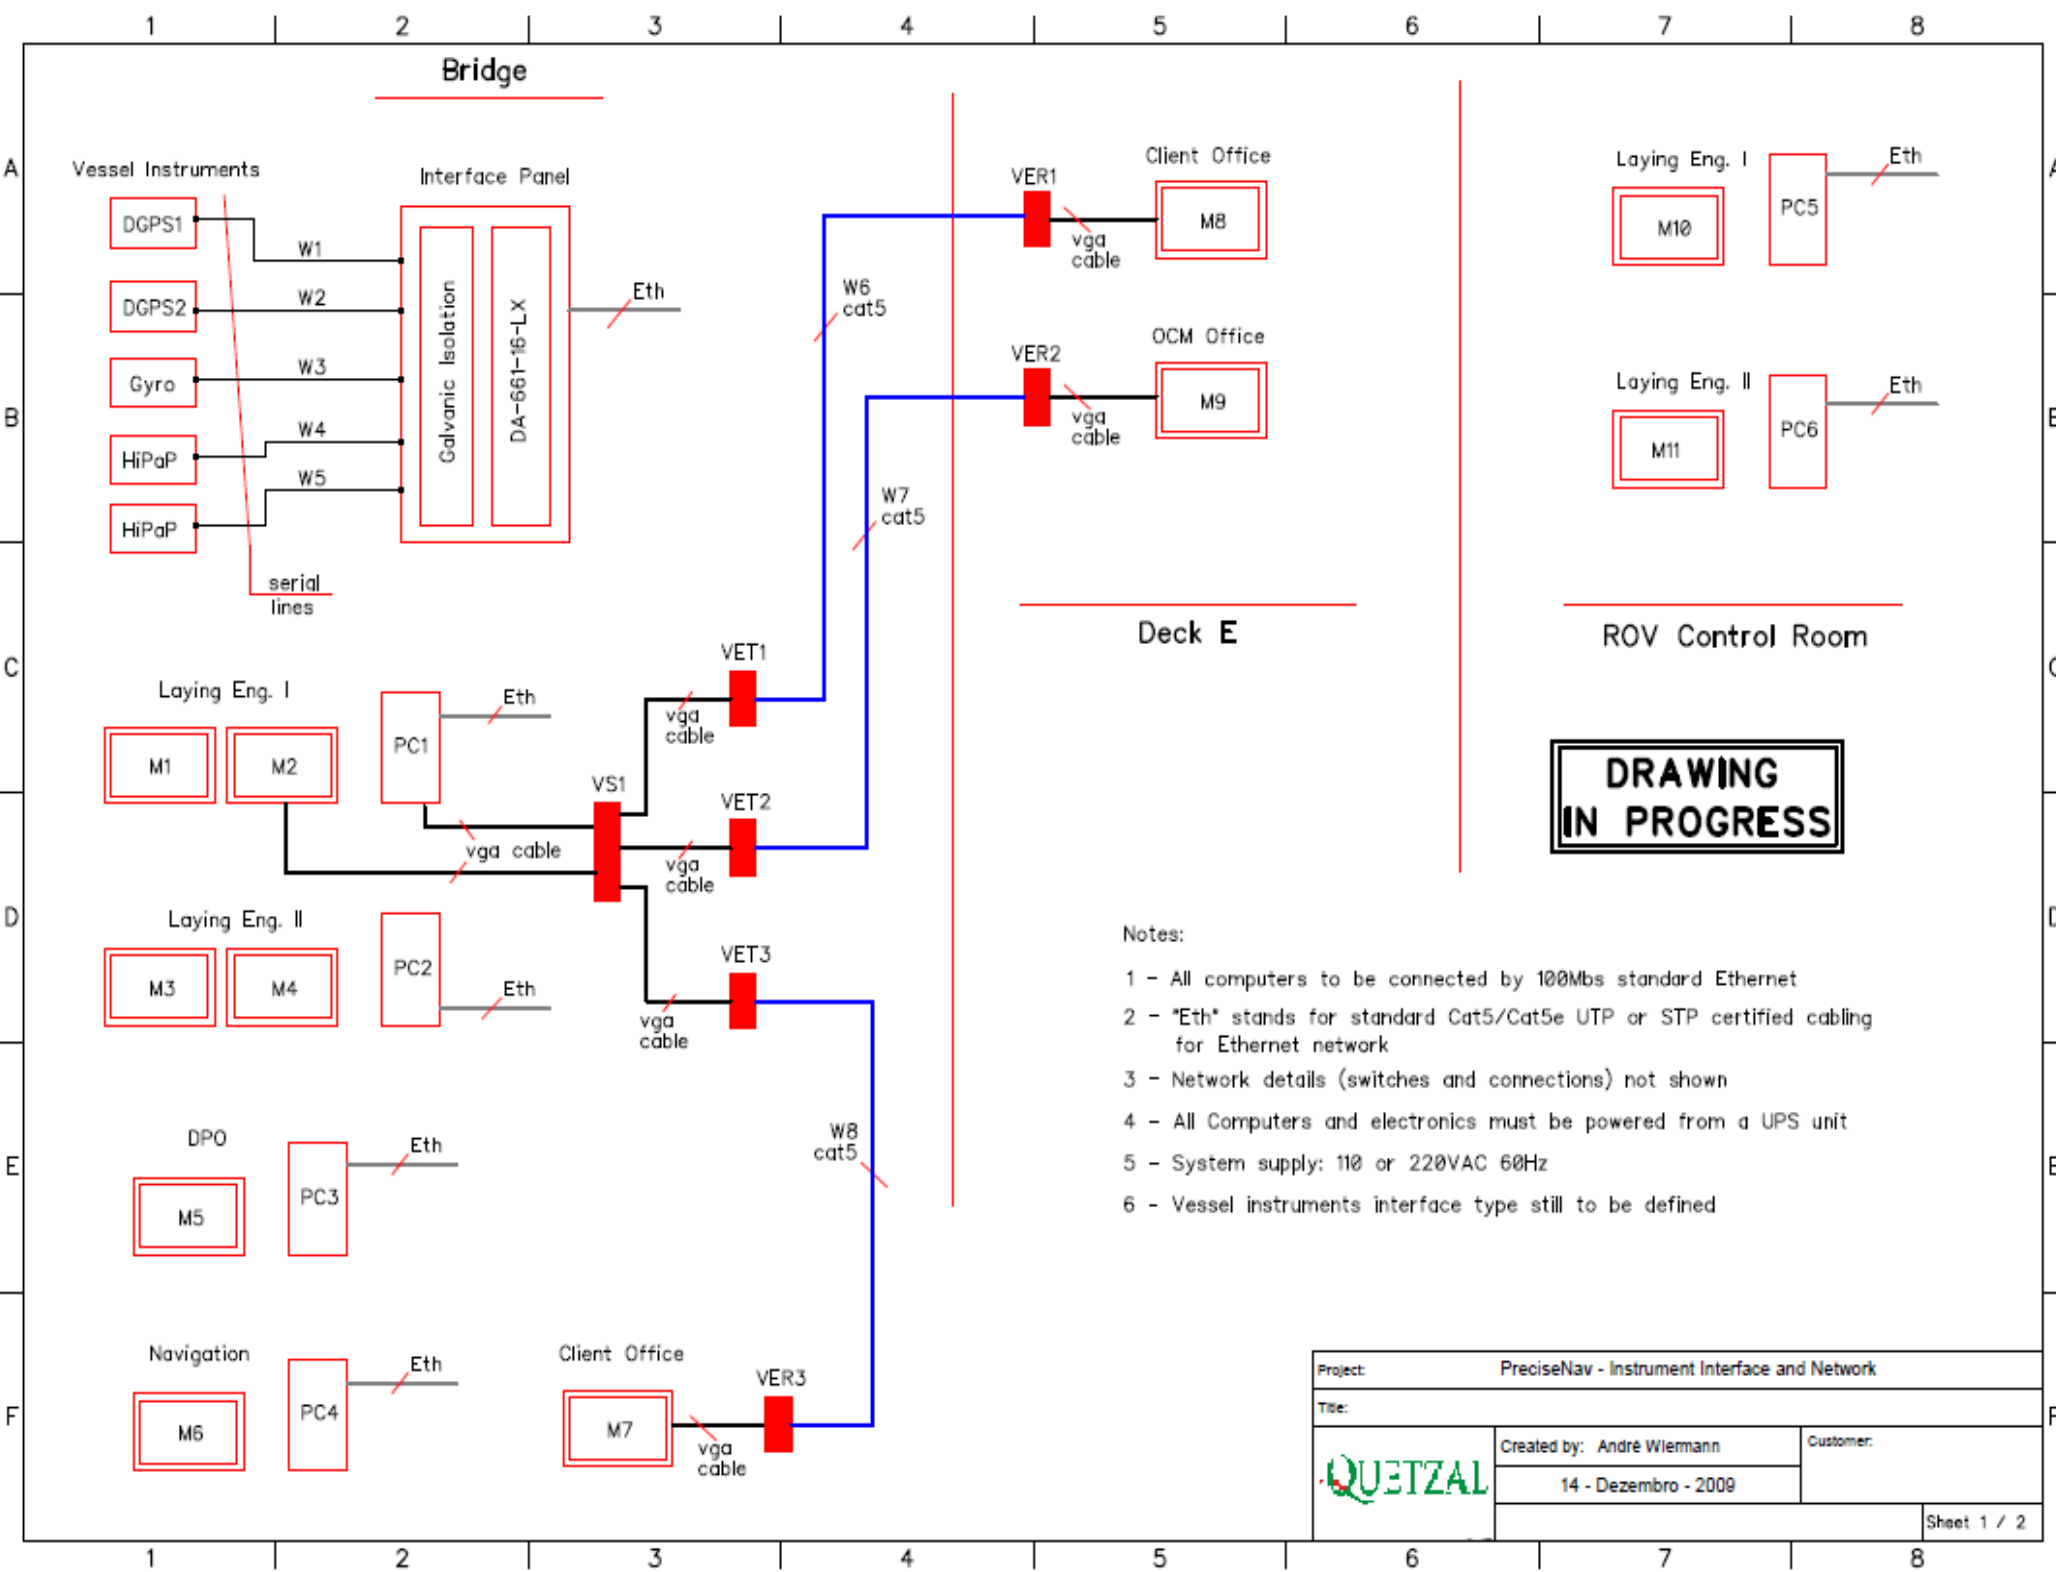 1 2 3 4 5 6 7 8
Bridge
A
Vessel Instruments
Interface Panel
DGPS1
W1
DGPS2
W2
Gyro
W3
HiPaP
W4
HiPaP
W5
Galvanic Isolation
DA-661-16-LX
Eth
serial
lines
B
W6
cat5
W7
cat5
VER1
vga
cable
Client Office
M8
VER2
vga
cable
OCM Office
M9
Deck E
Laying Eng. I
M10
PC5
Eth
Laying Eng. II
M11
PC6
Eth
ROV Control Room
A
B
C
Laying Eng. I
M1
M2
PC1
Eth
vga cable
VS1
VET1
vga
cable
VET2
vga
cable
VET3
vga
cable
DRAWING
IN PROGRESS
C
D
Laying Eng. II
M3
M4
PC2
Eth
D
E
DPO
M5
PC3
Eth
W8
cat5
E
F
Navigation
M6
PC4
Eth
Client Office
M7
vga
cable
VER3
Notes:
1 - All computers to be connected by 100Mbs standard Ethernet
2 - "Eth" stands for standard Cat5/Cat5e UTP or STP certified cabling
for Ethernet network
3 - Network details (switches and connections) not shown
4 - All Computers and electronics must be powered from a UPS unit
5 - System supply: 110 or 220VAC 60Hz
6 - Vessel instruments interface type still to be defined
Project: PreciseNav - Instrument Interface and Network
Title:
QUETZAL
Created by: André Wiermann
Customer:
14 - Dezembro - 2009
Sheet 1 / 2
F
1 2 3 4 5 6 7 8